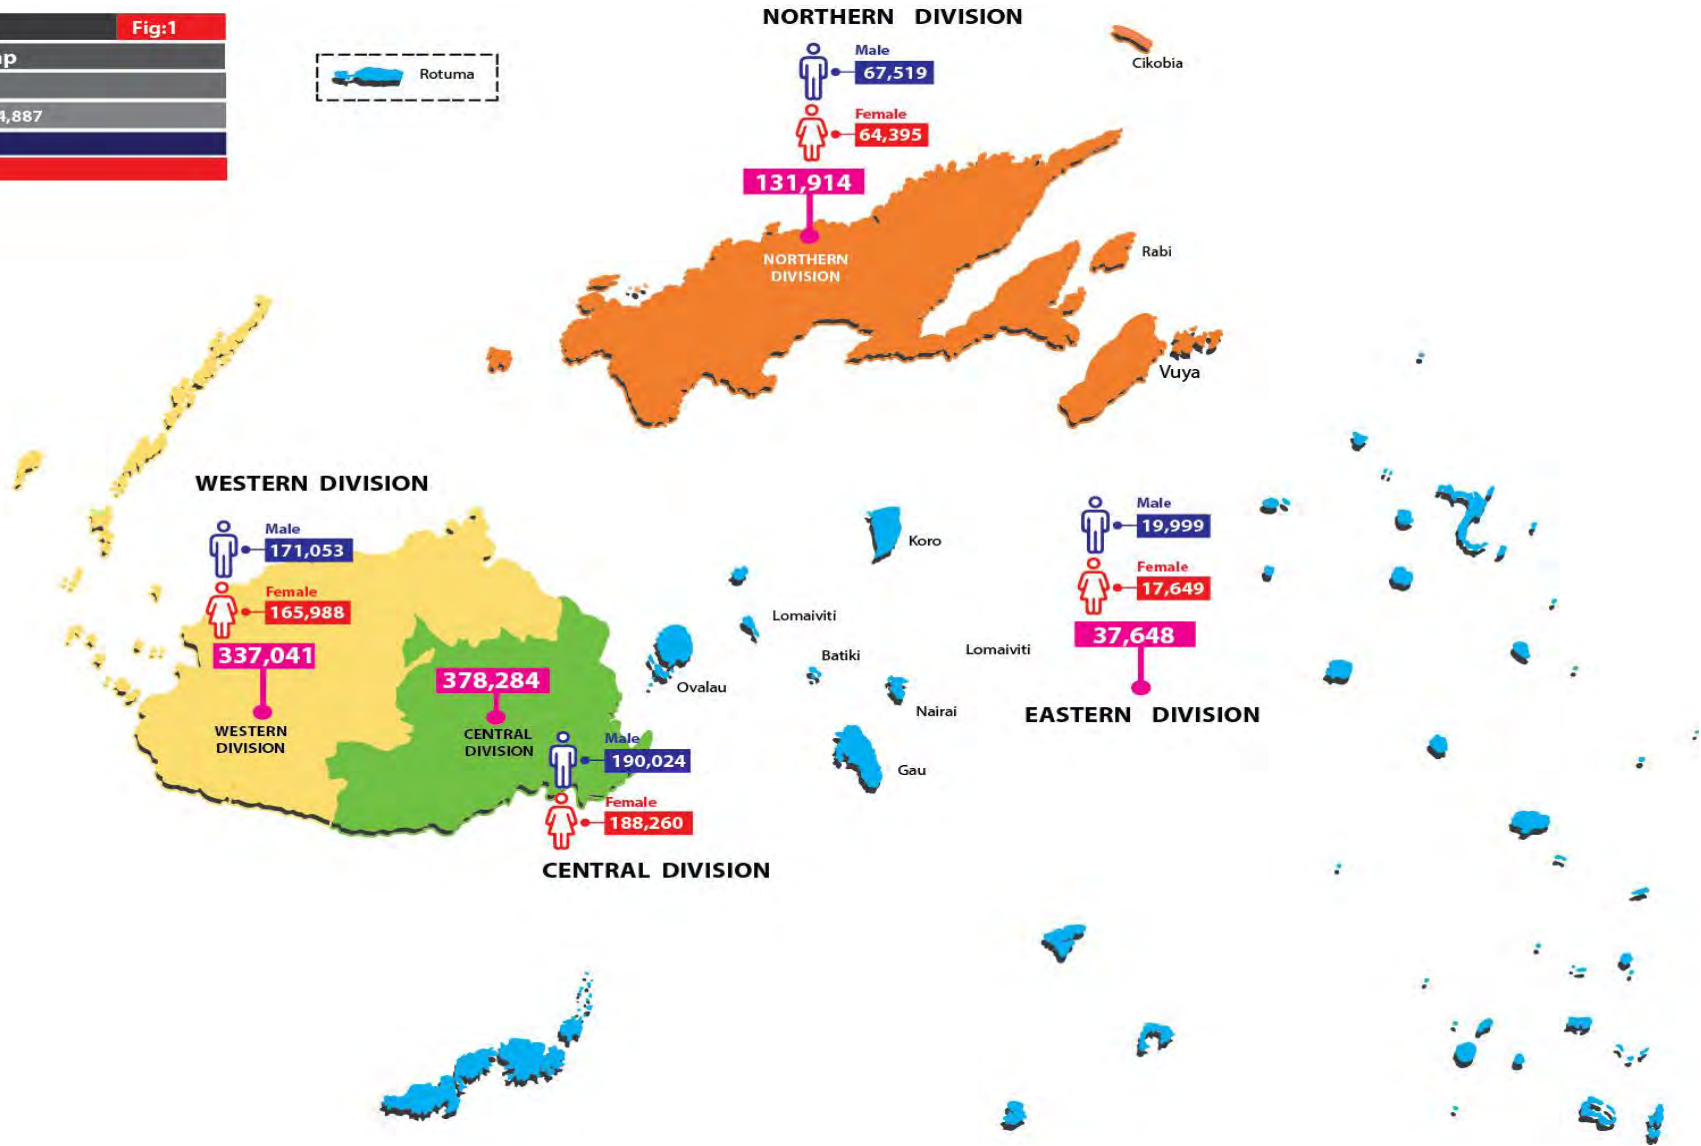 Fig:1
ap
4,887
Rotuma
NORTHERN DIVISION
Male
67,519
Female
64,395
131,914
NORTHERN
DIVISION
Cikobia
Rabi
Vuya
WESTERN DIVISION
Male
171,053
Female
165,988
337,041
WESTERN
DIVISION
378,284
CENTRAL
DIVISION
Male
190,024
Female
188,260
CENTRAL DIVISION
Koro
Lomaiviti
Batiki
Ovalau
Nairai
Gau
Lomaiviti
Male
19,999
Female
17,649
37,648
EASTERN DIVISION